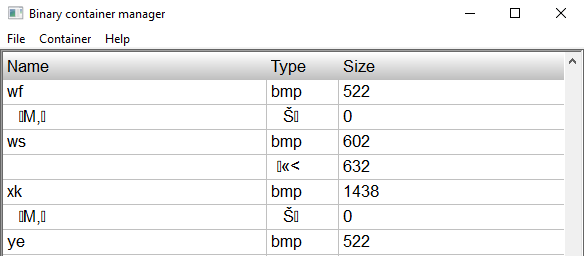 Binary container manager
File Container Help
Name Type Size
wf bmp 522
▯M,▯ Š▯ 0
ws bmp 602
▯«< 632
xk bmp 1438
▯M,▯ Š▯ 0
ye bmp 522